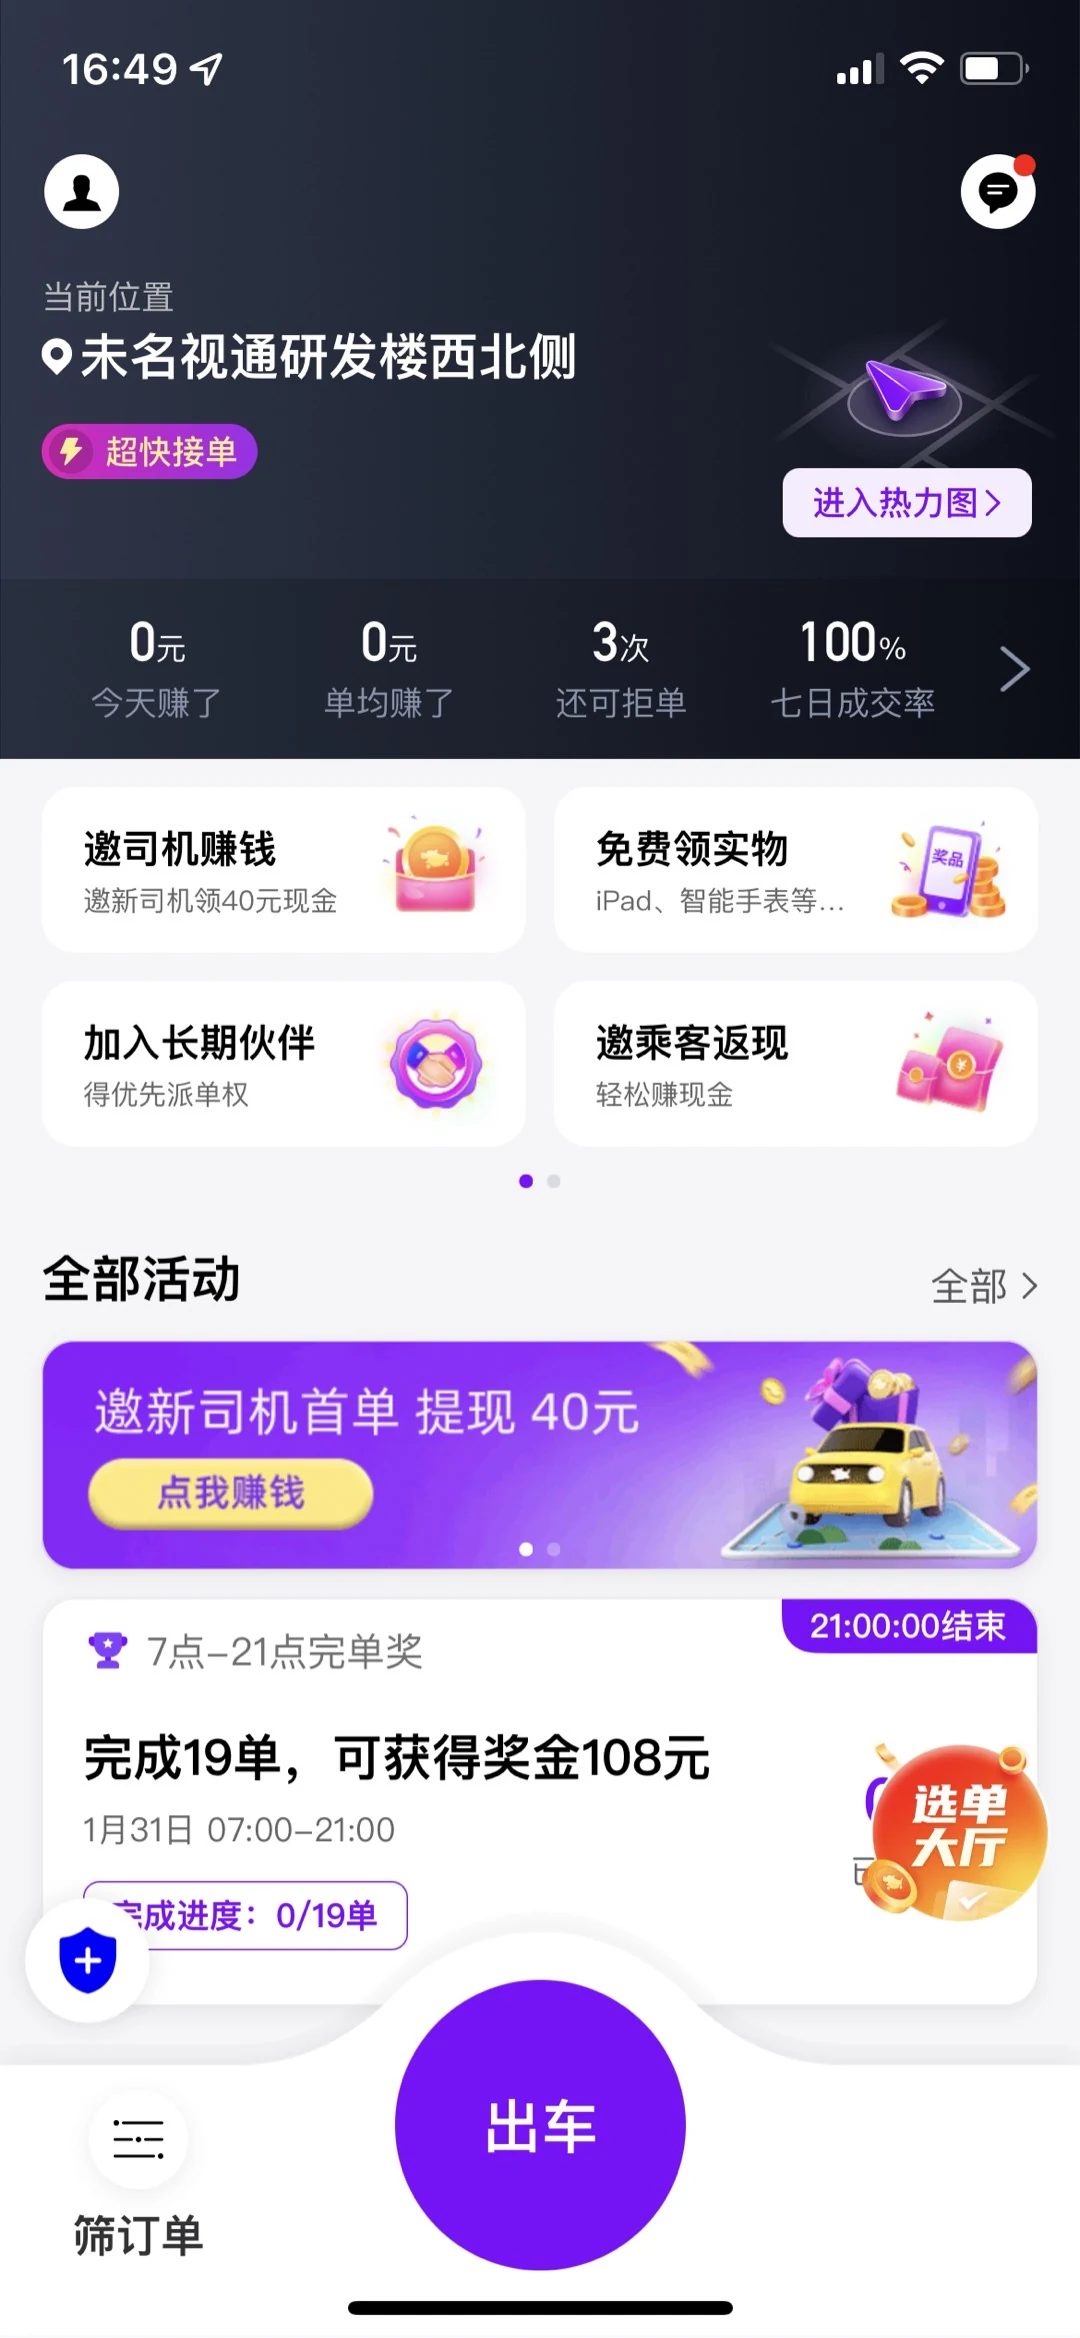 16:49
当前位置
未名视通研发楼西北侧
超快接单
进入热力图
0元 0元 3次 100%
今天赚了 单均赚了 还可拒单 七日成交率
邀司机赚钱
邀新司机领40元现金
免费领实物
iPad、智能手表等...
奖品
加入长期伙伴
得优先派单权
邀乘客返现
轻松赚现金
全部活动
全部
邀新司机首单 提现 40元
点我赚钱
21:00:00结束
7点-21点完单奖
完成19单，可获得奖金108元
1月31日 07:00-21:00
选单
大厅
完成进度：0/19单
出车
筛订单